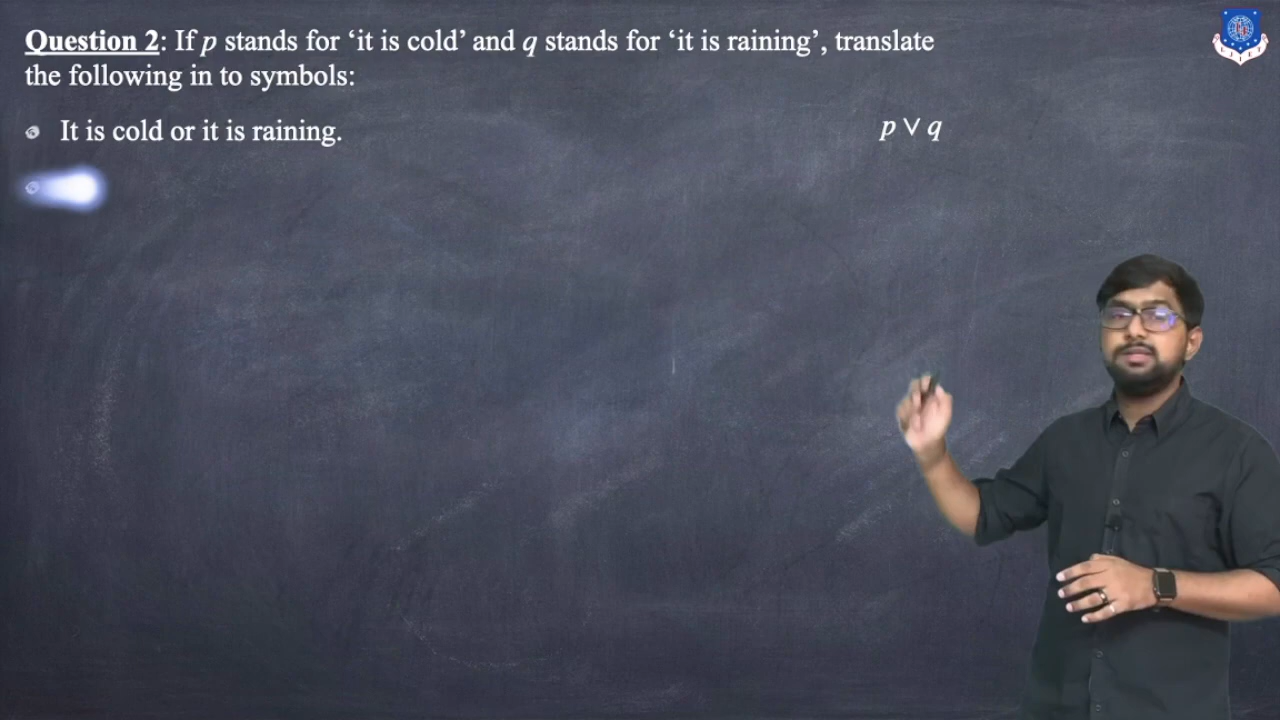 Question 2: If p stands for ‘it is cold’ and q stands for ‘it is raining’, translate
the following in to symbols:
It is cold or it is raining.
p ∨ q